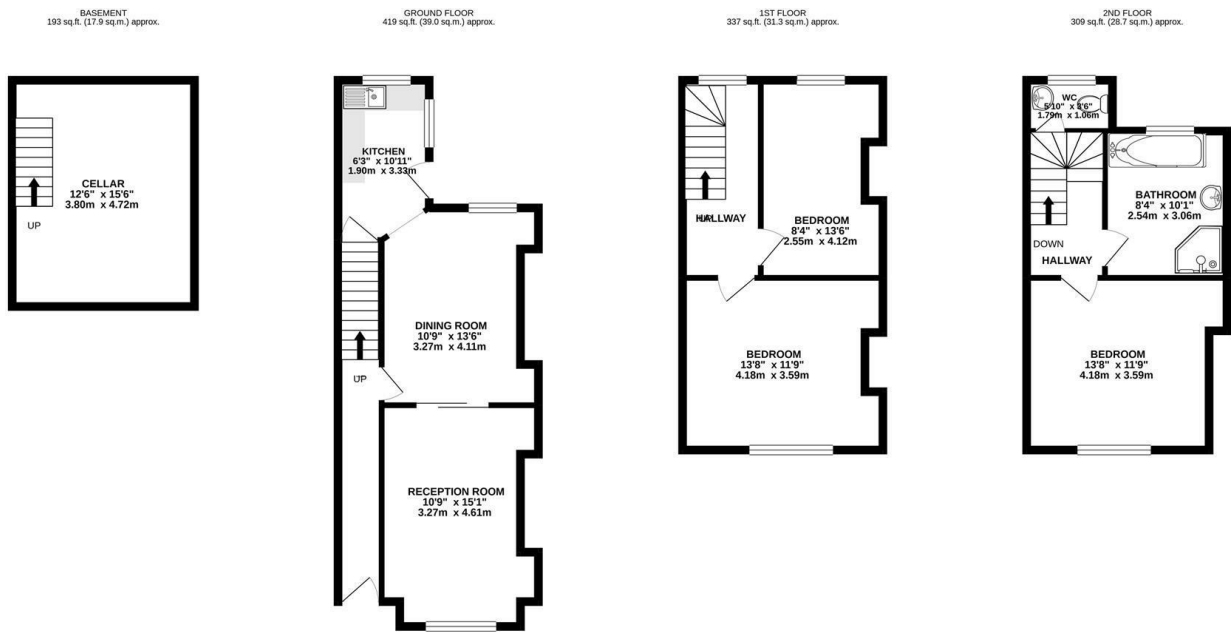 BASEMENT
193 sq.ft. (17.9 sq.m.) approx.
CELLAR
12'6" x 15'6"
3.80m x 4.72m
UP
GROUND FLOOR
419 sq.ft. (39.0 sq.m.) approx.
KITCHEN
6'3" x 10'11"
1.90m x 3.33m
DINING ROOM
10'9" x 13'6"
3.27m x 4.11m
UP
RECEPTION ROOM
10'9" x 15'1"
3.27m x 4.61m
1ST FLOOR
337 sq.ft. (31.3 sq.m.) approx.
HALLWAY
BEDROOM
8'4" x 13'6"
2.55m x 4.12m
BEDROOM
13'8" x 11'9"
4.18m x 3.59m
2ND FLOOR
309 sq.ft. (28.7 sq.m.) approx.
WC
5'10" x 3'6"
1.79m x 1.06m
BATHROOM
8'4" x 10'1"
2.54m x 3.06m
DOWN
HALLWAY
BEDROOM
13'8" x 11'9"
4.18m x 3.59m